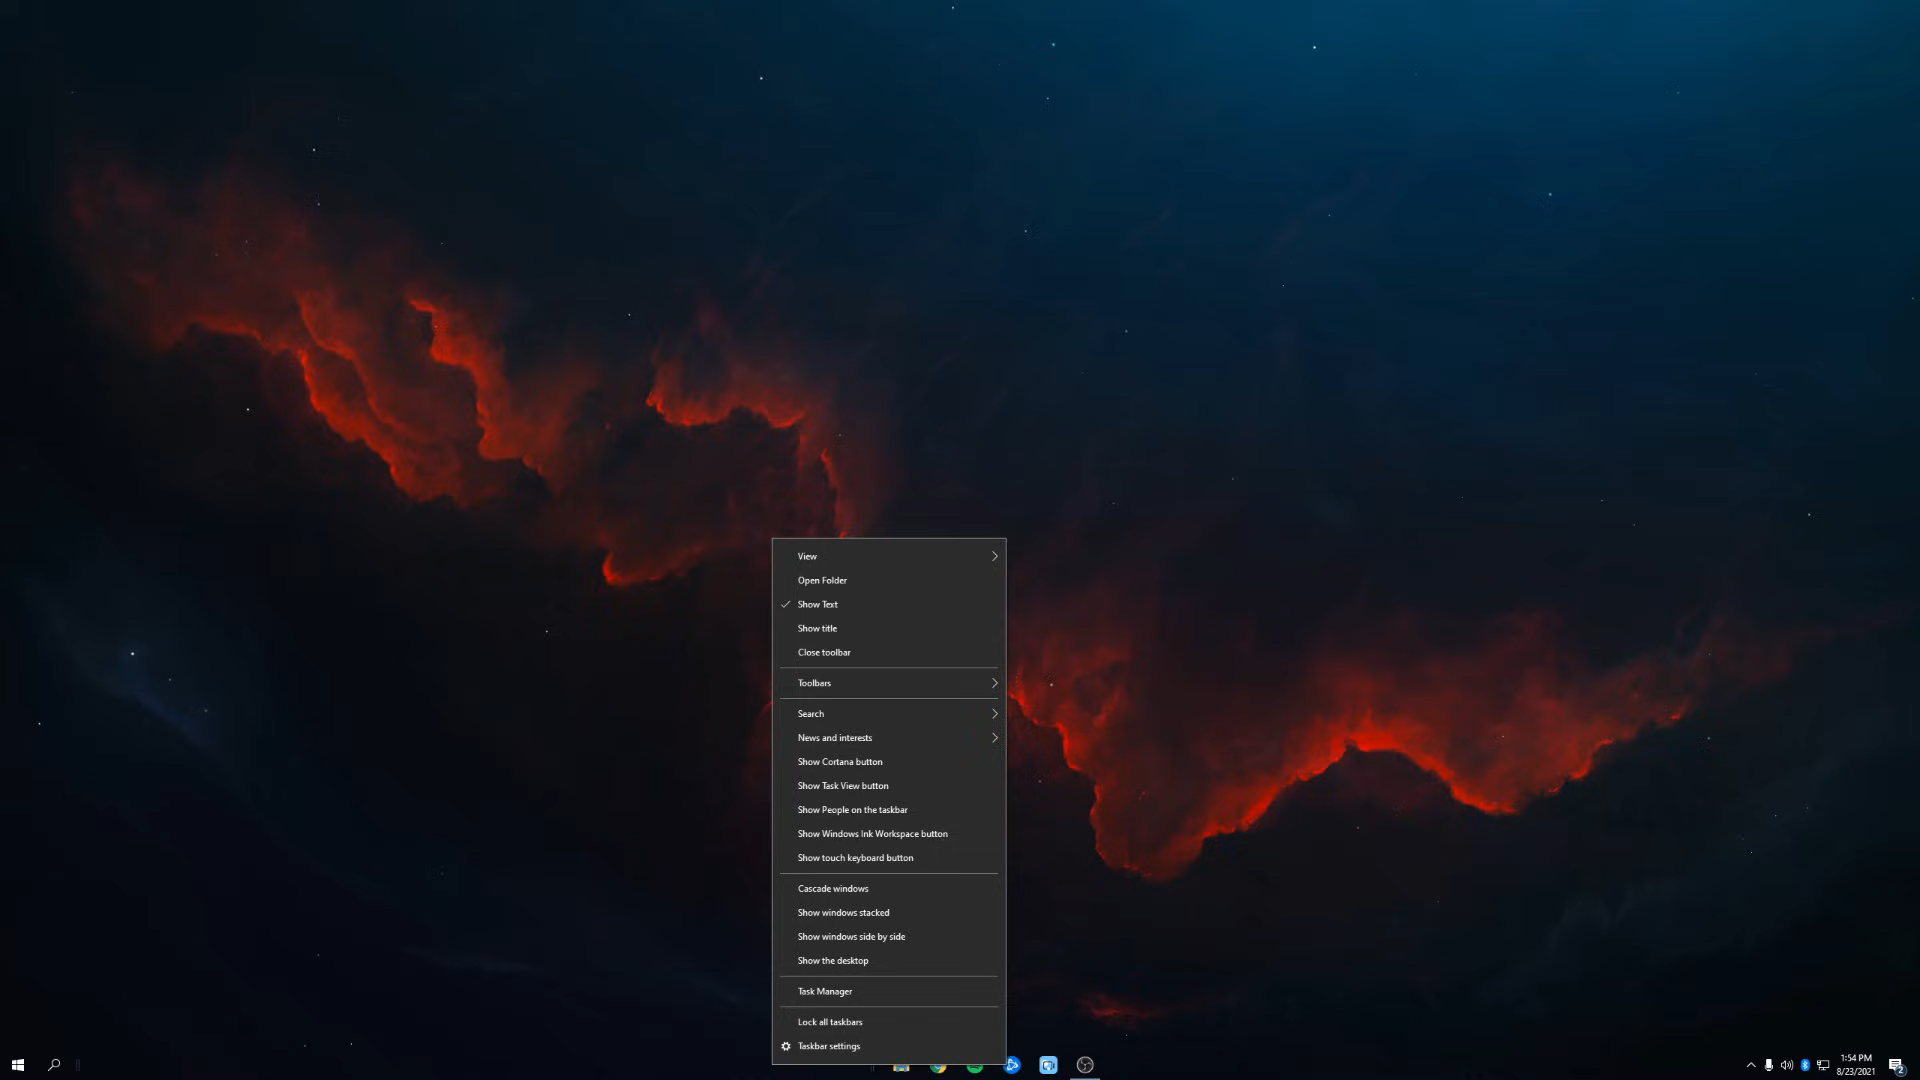 View
Open Folder
Show Text
Show title
Close toolbar
Toolbars
Search
News and interests
Show Cortana button
Show Task View button
Show People on the taskbar
Show Windows Ink Workspace button
Show touch keyboard button
Cascade windows
Show windows stacked
Show windows side by side
Show the desktop
Task Manager
Lock all taskbars
Taskbar settings
1:54 PM
8/23/2021
2